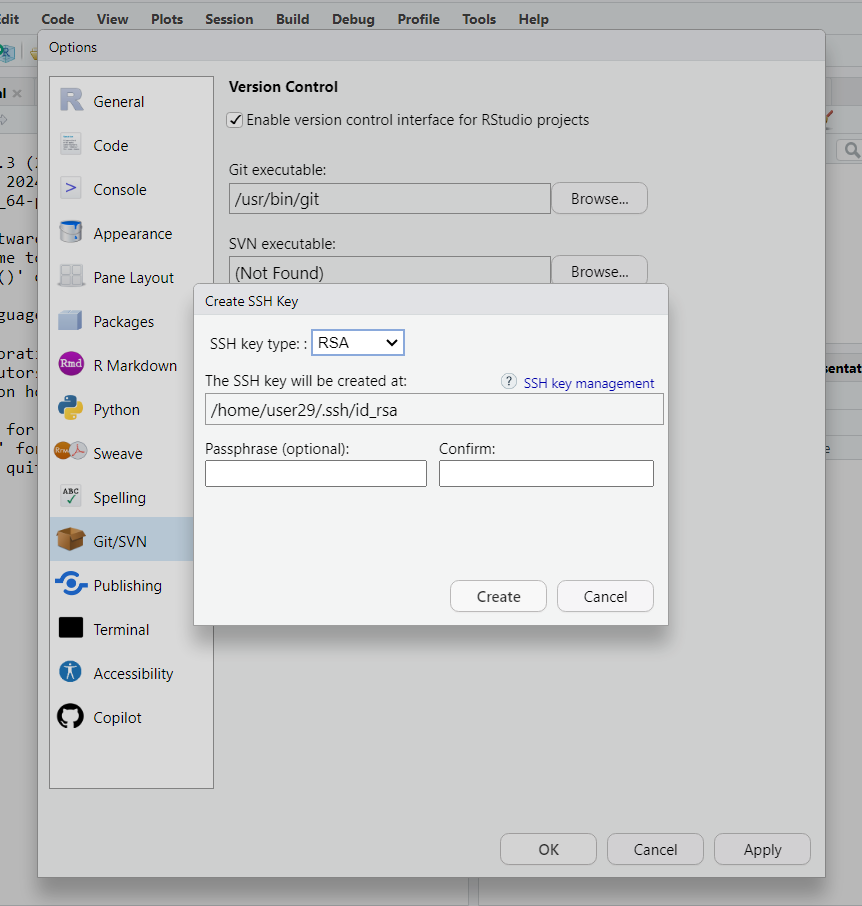 Code View Plots Session Build Debug Profile Tools Help
Options
General
Code
Console
Appearance
Pane Layout
Packages
R Markdown
Python
Sweave
Spelling
Git/SVN
Publishing
Terminal
Accessibility
Copilot
Version Control
Enable version control interface for RStudio projects
Git executable:
/usr/bin/git
Browse...
SVN executable:
(Not Found)
Browse...
Create SSH Key
SSH key type: : RSA
The SSH key will be created at:
? SSH key management
/home/user29/.ssh/id_rsa
Passphrase (optional): Confirm:
Create Cancel
OK Cancel Apply